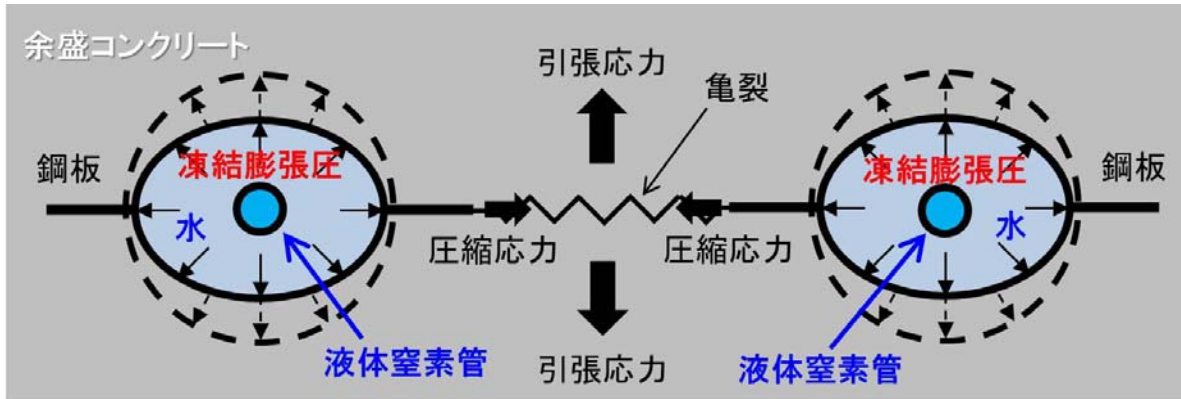 余盛コンクリート
引張応力
亀裂
鋼板
凍結膨張圧
水
圧縮応力
圧縮応力
凍結膨張圧
水
鋼板
液体窒素管
引張応力
液体窒素管